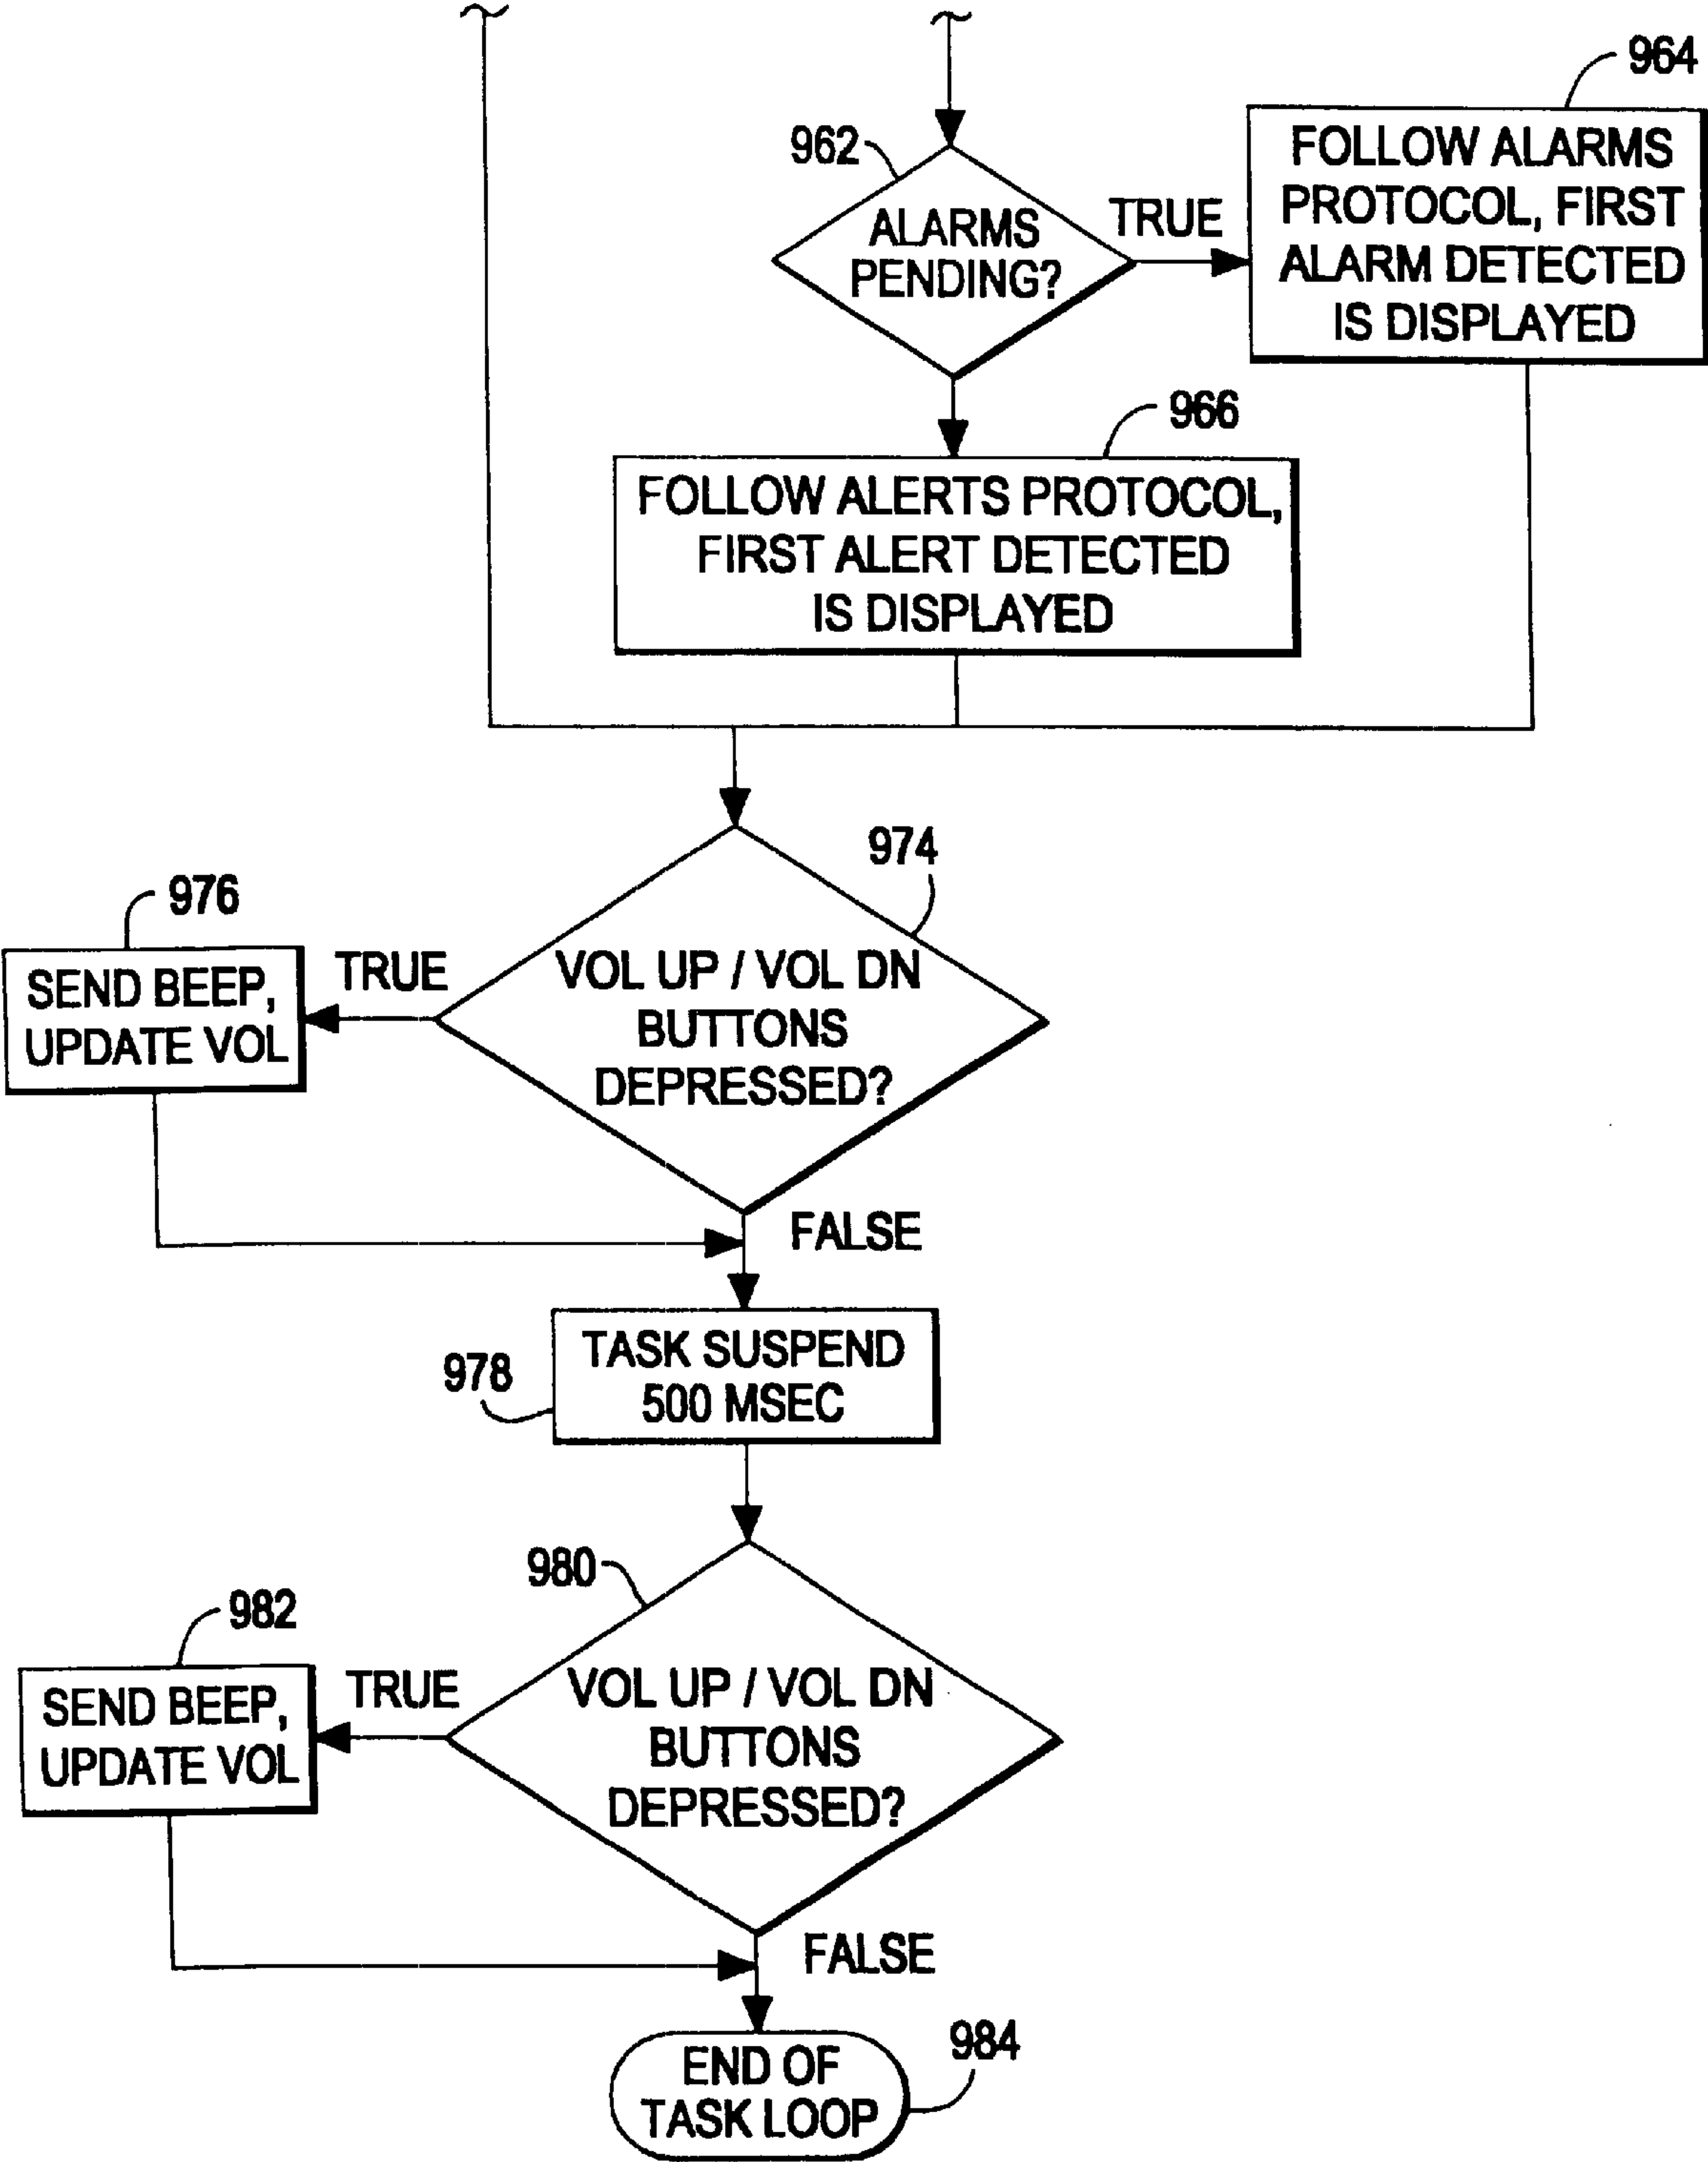 964
FOLLOW ALARMS
PROTOCOL, FIRST
ALARM DETECTED
IS DISPLAYED
962
ALARMS
PENDING?
TRUE
966
FOLLOW ALERTS PROTOCOL,
FIRST ALERT DETECTED
IS DISPLAYED
974
VOL UP / VOL DN
BUTTONS
DEPRESSED?
TRUE
976
SEND BEEP,
UPDATE VOL
FALSE
TASK SUSPEND
500 MSEC
978
980
VOL UP / VOL DN
BUTTONS
DEPRESSED?
TRUE
982
SEND BEEP,
UPDATE VOL
FALSE
END OF
TASK LOOP
984